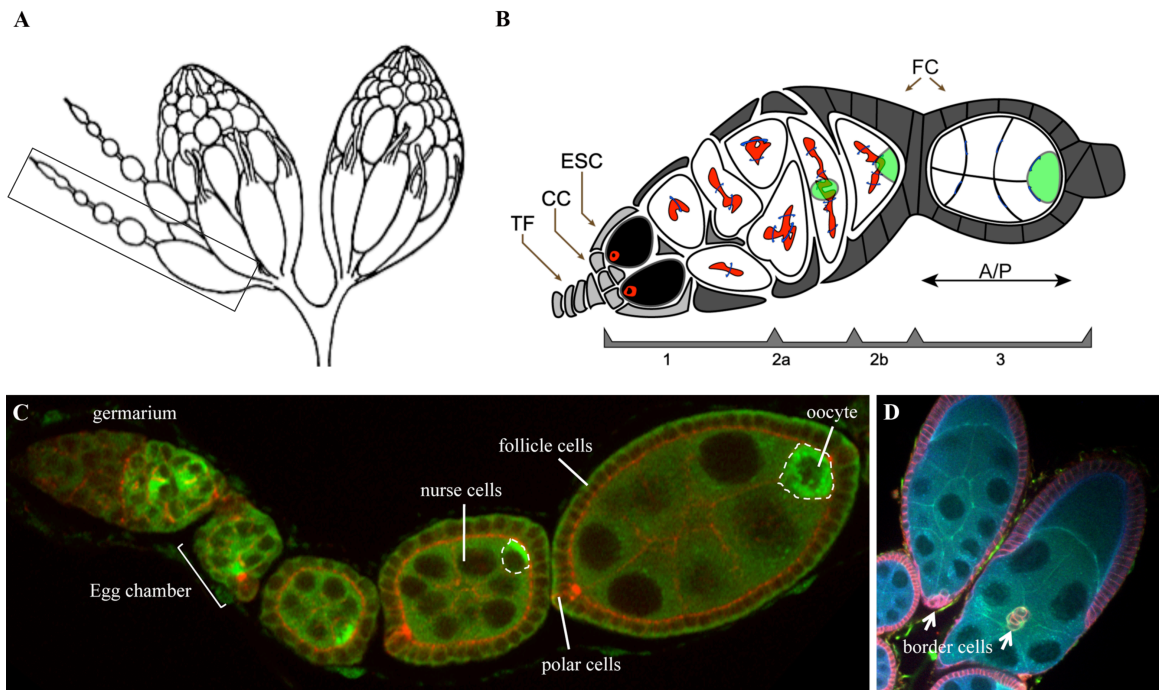 A
B
FC
ESC
CC
TF
A/P
1
2a
2b
3
C
germarium
Egg chamber
nurse cells
follicle cells
polar cells
oocyte
D
border cells